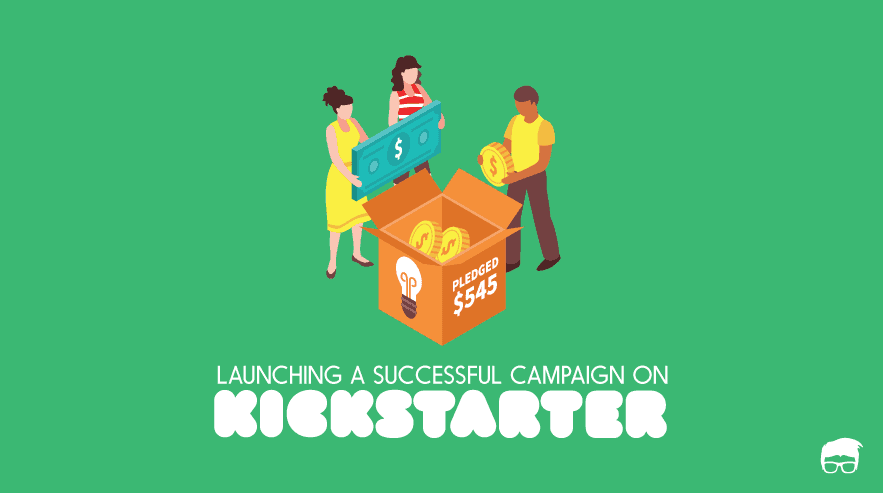 $
$
$ $
PLEDGED
$545
LAUNCHING A SUCCESSFUL CAMPAIGN ON
KICKSTARTER